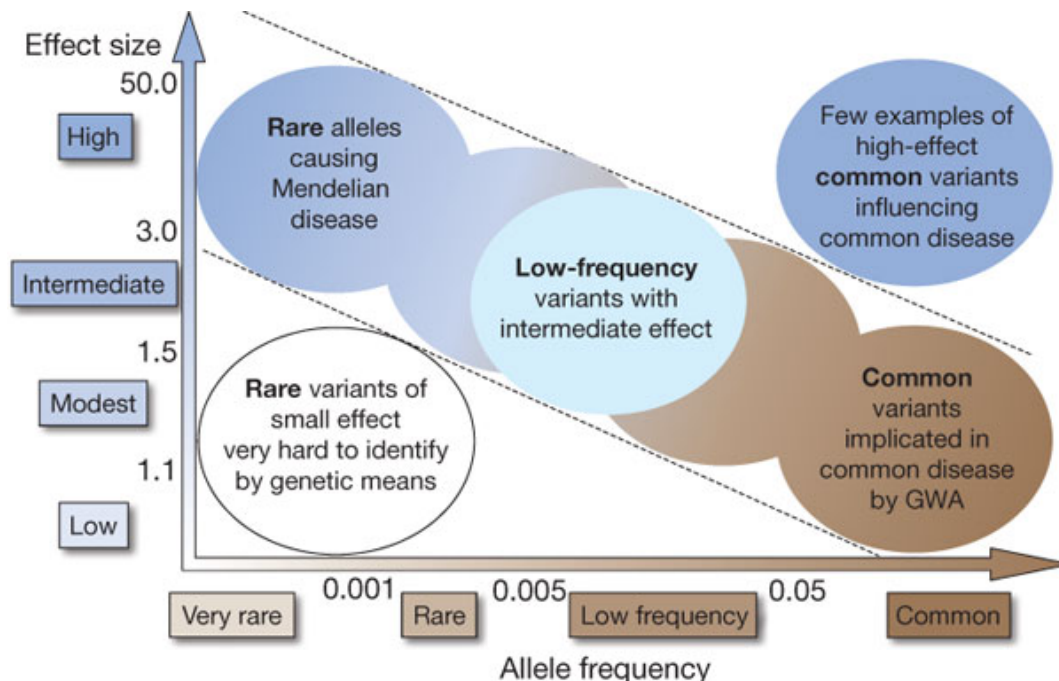 Effect size
50.0
High
3.0
Intermediate
1.5
Modest
1.1
Low
Rare alleles
causing
Mendelian
disease
Few examples of
high-effect
common variants
influencing
common disease
Low-frequency
variants with
intermediate effect
Rare variants of
small effect
very hard to identify
by genetic means
Common
variants
implicated in
common disease
by GWA
0.001
0.005
0.05
Very rare
Rare
Low frequency
Common
Allele frequency